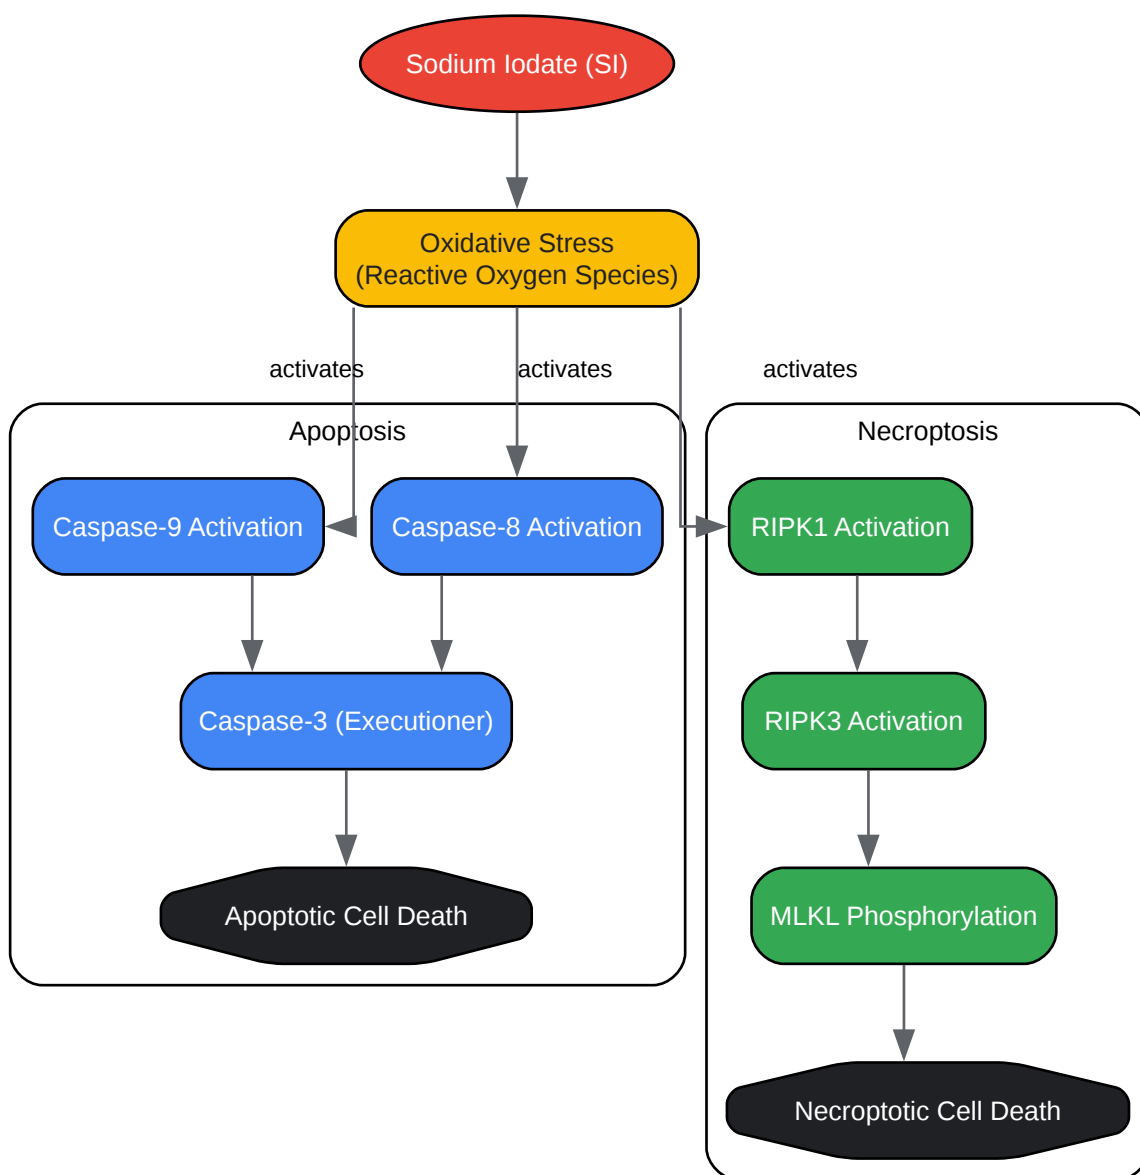 Sodium Iodate (SI)
Oxidative Stress
(Reactive Oxygen Species)
activates
activates
activates
Apoptosis
Necroptosis
Caspase-9 Activation
Caspase-8 Activation
RIPK1 Activation
Caspase-3 (Executioner)
RIPK3 Activation
Apoptotic Cell Death
MLKL Phosphorylation
Necroptotic Cell Death